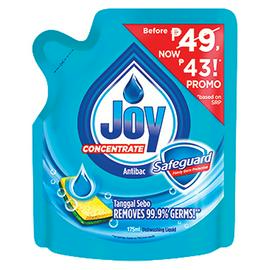 Before ₱49,
NOW ₱43!
PROMO
*based on
SRP
Joy
CONCENTRATE
Antibac
Safeguard
Tanggal Sebo
REMOVES 99.9% GERMS!*
175ml Dishwashing Liquid